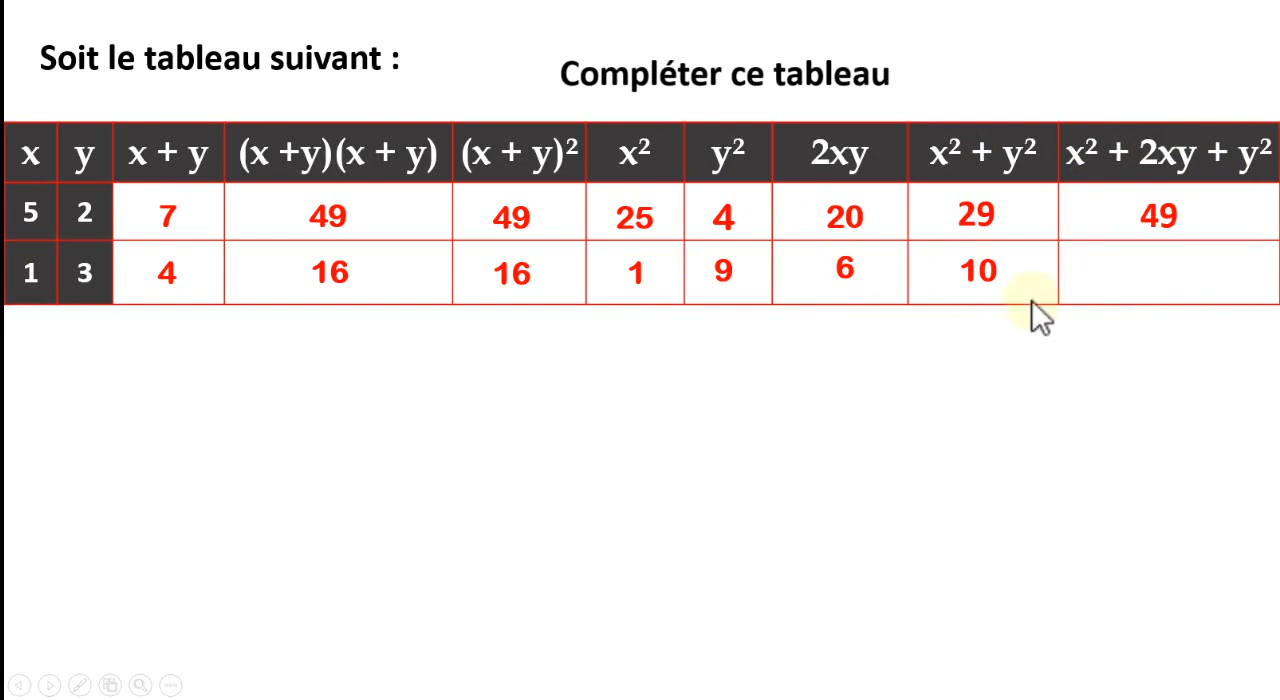 Soit le tableau suivant :
Compléter ce tableau
x y x + y (x +y)(x + y) (x + y)² x² y² 2xy x² + y² x² + 2xy + y²
5 2 7 49 49 25 4 20 29 49
1 3 4 16 16 1 9 6 10